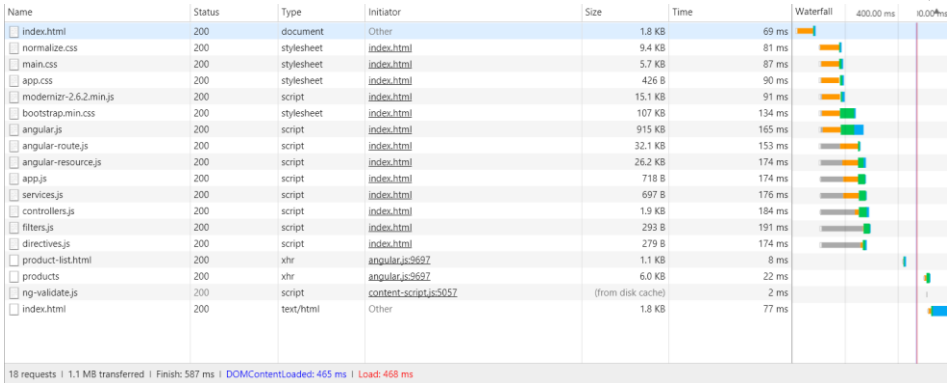 Name Status Type Initiator Size Time Waterfall 400.00 ms
index.html 200 document Other 1.8 KB 69 ms
normalize.css 200 stylesheet index.html 9.4 KB 81 ms
main.css 200 stylesheet index.html 5.7 KB 87 ms
app.css 200 stylesheet index.html 426 B 90 ms
modernizr-2.6.2.min.js 200 script index.html 15.1 KB 91 ms
bootstrap.min.css 200 stylesheet index.html 107 KB 134 ms
angular.js 200 script index.html 915 KB 165 ms
angular-route.js 200 script index.html 32.1 KB 153 ms
angular-resource.js 200 script index.html 26.2 KB 174 ms
app.js 200 script index.html 718 B 174 ms
services.js 200 script index.html 697 B 176 ms
controllers.js 200 script index.html 1.9 KB 184 ms
filters.js 200 script index.html 293 B 191 ms
directives.js 200 script index.html 279 B 174 ms
product-list.html 200 xhr angular.js:9697 1.1 KB 8 ms
products 200 xhr angular.js:9697 6.0 KB 22 ms
ng-validate.js 200 script content-script.js:5057 (from disk cache) 2 ms
index.html 200 text/html Other 1.8 KB 77 ms
18 requests | 1.1 MB transferred | Finish: 587 ms | DOMContentLoaded: 465 ms | Load: 468 ms